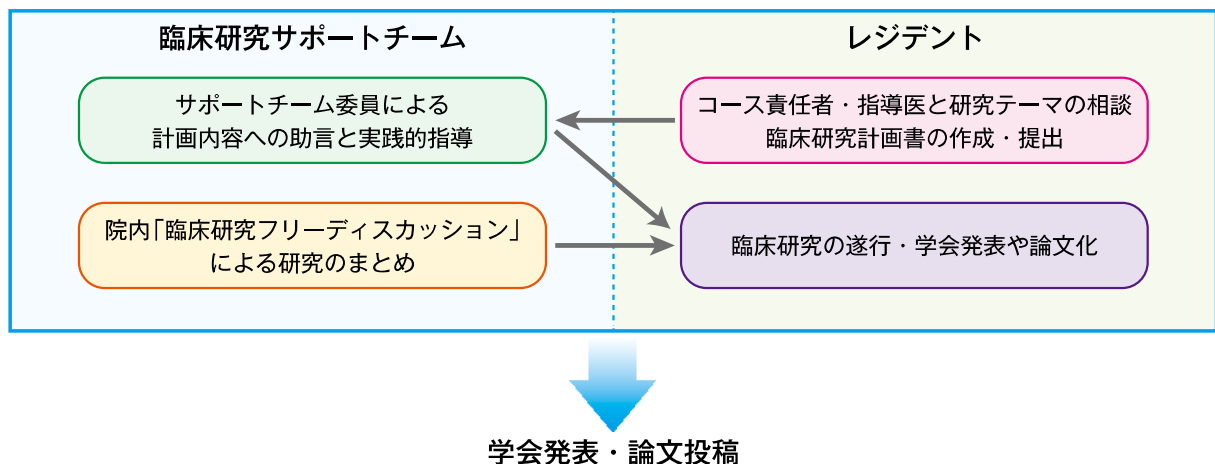 臨床研究サポートチーム
サポートチーム委員による
計画内容への助言と実践的指導
院内「臨床研究フリーディスカッション」
による研究のまとめ
レジデント
コース責任者・指導医と研究テーマの相談
臨床研究計画書の作成・提出
臨床研究の遂行・学会発表や論文化
学会発表・論文投稿